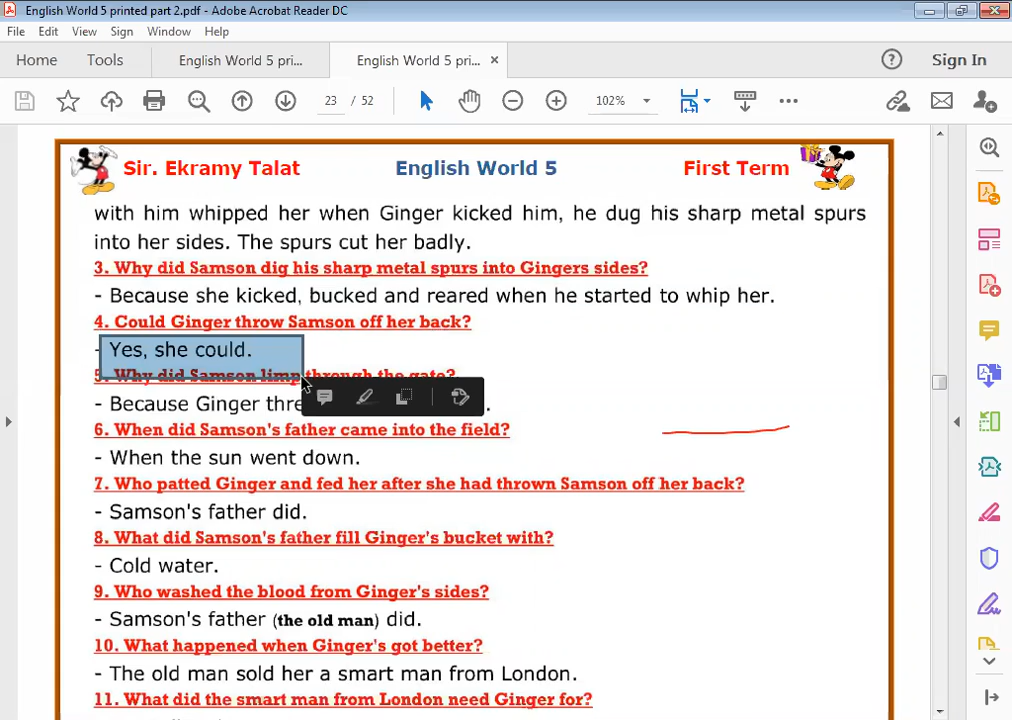 English World 5 printed part 2.pdf - Adobe Acrobat Reader DC
File Edit View Sign Window Help
Home Tools English World 5 pri... English World 5 pri... × ? Sign In
23 / 52 102%
Sir. Ekramy Talat English World 5 First Term
with him whipped her when Ginger kicked him, he dug his sharp metal spurs
into her sides. The spurs cut her badly.
3. Why did Samson dig his sharp metal spurs into Gingers sides?
- Because she kicked, bucked and reared when he started to whip her.
4. Could Ginger throw Samson off her back?
- Yes, she could.
5. Why did Samson limp through the gate?
- Because Ginger thre
6. When did Samson's father came into the field?
- When the sun went down.
7. Who patted Ginger and fed her after she had thrown Samson off her back?
- Samson's father did.
8. What did Samson's father fill Ginger's bucket with?
- Cold water.
9. Who washed the blood from Ginger's sides?
- Samson's father (the old man) did.
10. What happened when Ginger's got better?
- The old man sold her a smart man from London.
11. What did the smart man from London need Ginger for?